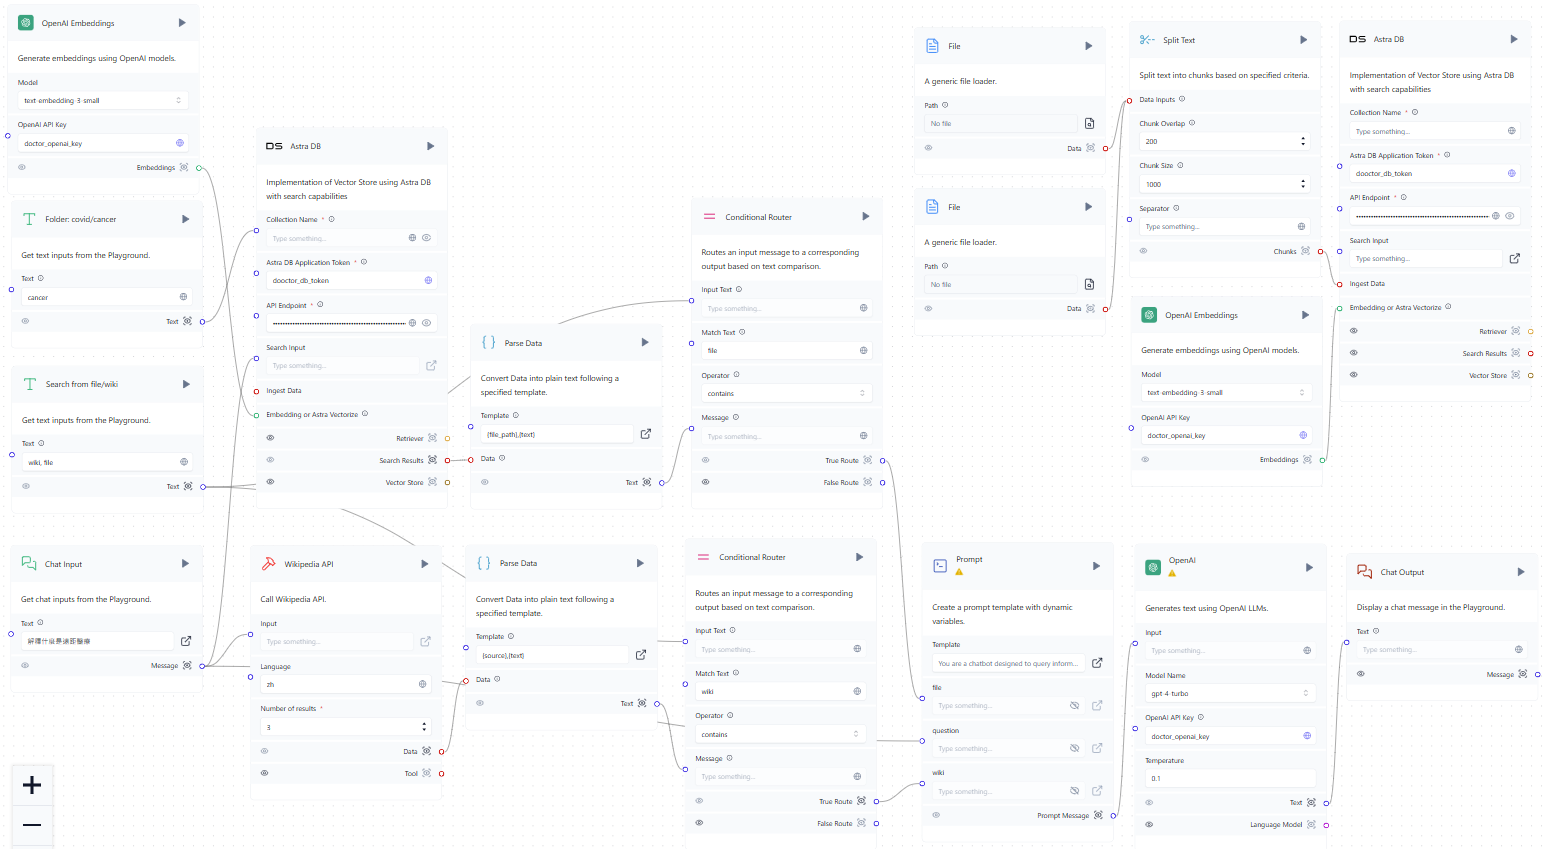 OpenAI Embeddings
Generate embeddings using OpenAI models.
Model
text-embedding-3-small
OpenAI API Key
doctor_openai_key
Embeddings
Folder: covid/cancer
Get text inputs from the Playground.
Text
cancer
Text
Search from file/wiki
Get text inputs from the Playground.
Text
wiki, file
Text
Chat Input
Get chat inputs from the Playground.
Text
解釋什麼是遠距醫療
Message
DS Astra DB
Implementation of Vector Store using Astra DB
with search capabilities
Collection Name *
Type something...
Astra DB Application Token *
dooctor_db_token
API Endpoint *
Search Input
Type something...
Ingest Data
Embedding or Astra Vectorize
Retriever
Search Results
Vector Store
Wikipedia API
Call Wikipedia API.
Input
Type something...
Language
zh
Number of results *
3
Data
Tool
Parse Data
Convert Data into plain text following a
specified template.
Template
{file_path},{text}
Data
Text
Parse Data
Convert Data into plain text following a
specified template.
Template
{source},{text}
Data
Text
Conditional Router
Routes an input message to a corresponding
output based on text comparison.
Input Text
Type something...
Match Text
file
Operator
contains
Message
Type something...
True Route
False Route
Conditional Router
Routes an input message to a corresponding
output based on text comparison.
Input Text
Type something...
Match Text
wiki
Operator
contains
Message
Type something...
True Route
False Route
File
A generic file loader.
Path
No file
Data
File
A generic file loader.
Path
No file
Data
Split Text
Split text into chunks based on specified criteria.
Data Inputs
Chunk Overlap
200
Chunk Size
1000
Separator
Type something...
Chunks
DS Astra DB
Implementation of Vector Store using Astra DB
with search capabilities
Collection Name *
Type something...
Astra DB Application Token *
dooctor_db_token
API Endpoint *
Search Input
Type something...
Ingest Data
Embedding or Astra Vectorize
Retriever
Search Results
Vector Store
OpenAI Embeddings
Generate embeddings using OpenAI models.
Model
text-embedding-3-small
OpenAI API Key
doctor_openai_key
Embeddings
Prompt
Create a prompt template with dynamic
variables.
Template
You are a chatbot designed to query inform...
file
Type something...
question
Type something...
wiki
Type something...
Prompt Message
OpenAI
Generates text using OpenAI LLMs.
Input
Type something...
Model Name
gpt-4-turbo
OpenAI API Key
doctor_openai_key
Temperature
0.1
Text
Language Model
Chat Output
Display a chat message in the Playground.
Text
Type something...
Message